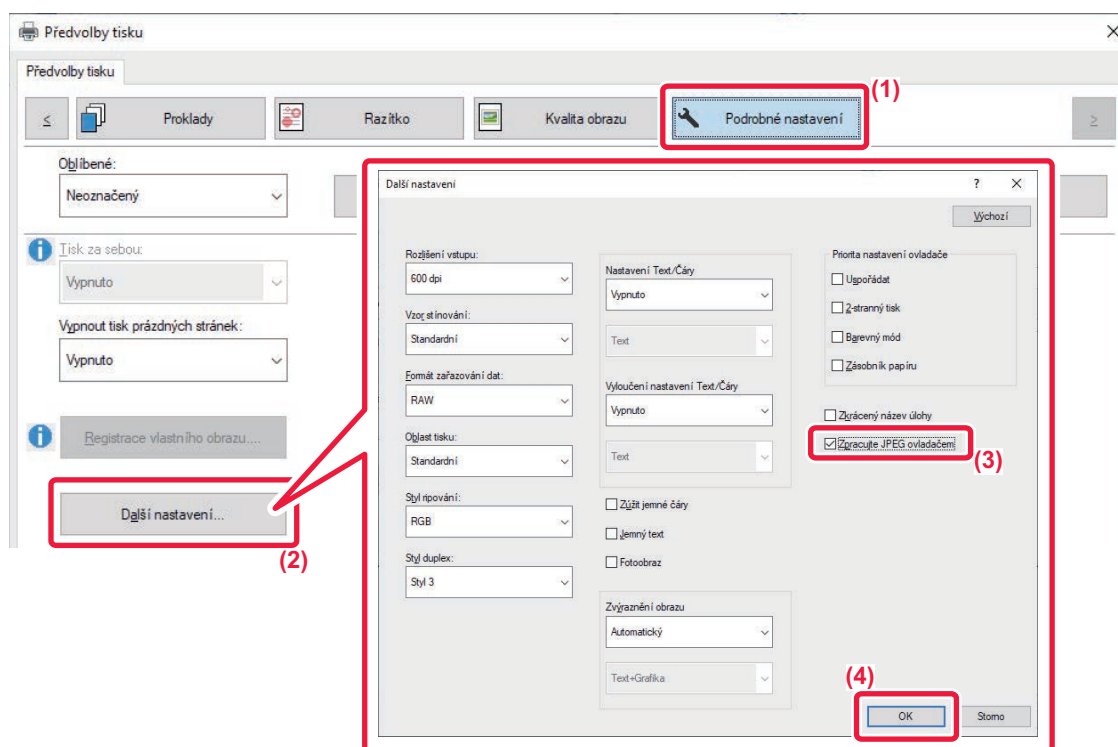 Předvolby tisku
Předvolby tisku
(1)
< Proklady Razítko Kvalita obrazu Podrobné nastavení >
Oblíbené:
Neoznačený
Tisk za sebou:
Vypnuto
Vypnout tisk prázdných stránek:
Vypnuto
Registrace vlastního obrazu....
Další nastavení...
(2)
Další nastavení ?
Výchozí
Rozlišení vstupu:
600 dpi
Vzor stínování:
Standardní
Formát zařazování dat:
RAW
Oblast tisku:
Standardní
Styl ripování:
RGB
Styl duplex:
Styl 3
Nastavení Text/Čáry
Vypnuto
Text
Vyloučení nastavení Text/Čáry
Vypnuto
Text
Zúžit jemné čáry
Jemný text
Fotoobraz
Zvýraznění obrazu
Automatický
Text+Grafika
Priorita nastavení ovladače
Uspořádat
2-stranný tisk
Barevný mód
Zásobník papíru
Zkrácený název úlohy
Zpracujte JPEG ovladačem
(3)
(4)
OK Storno